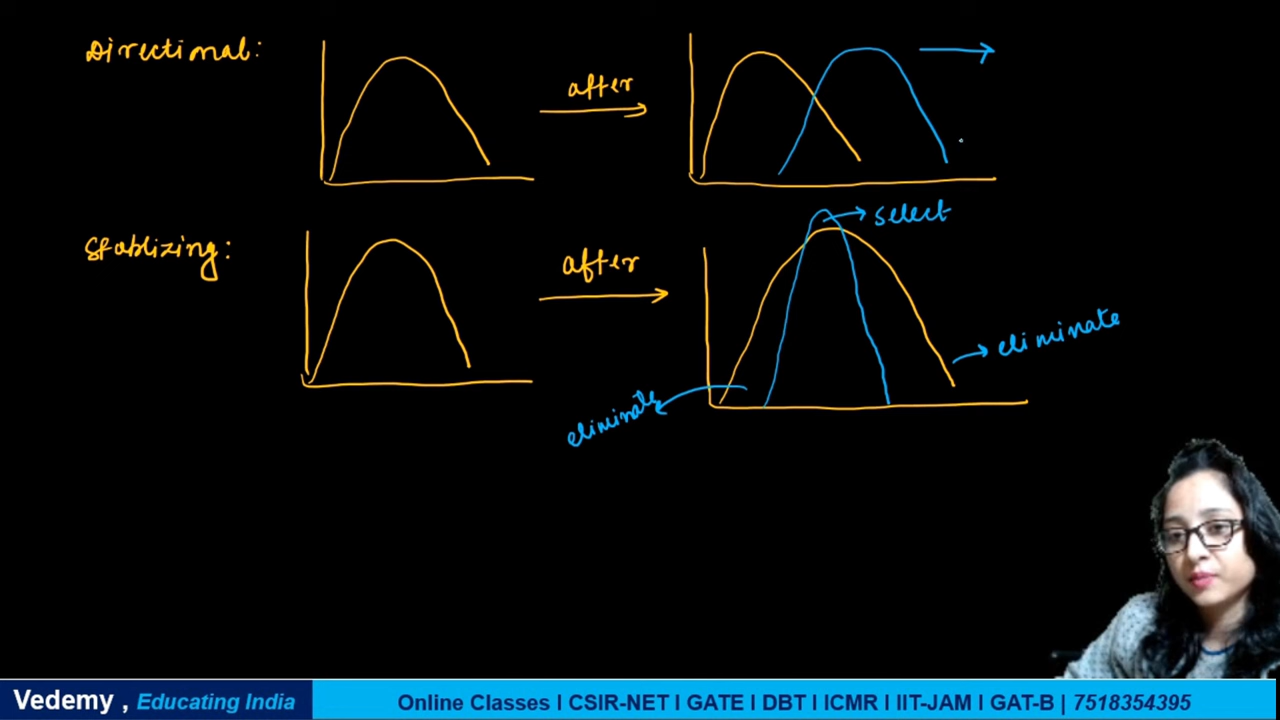 Directional:
after
Stablizing:
after
select
eliminate
eliminate
Vedemy , Educating India
Online Classes I CSIR-NET I GATE I DBT I ICMR I IIT-JAM I GAT-B | 7518354395